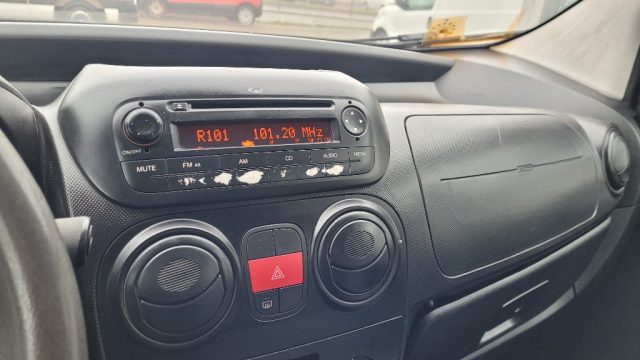 R101 101.20 MHz
ON/OFF
MUTE FM AS AM CD AUDIO MENU